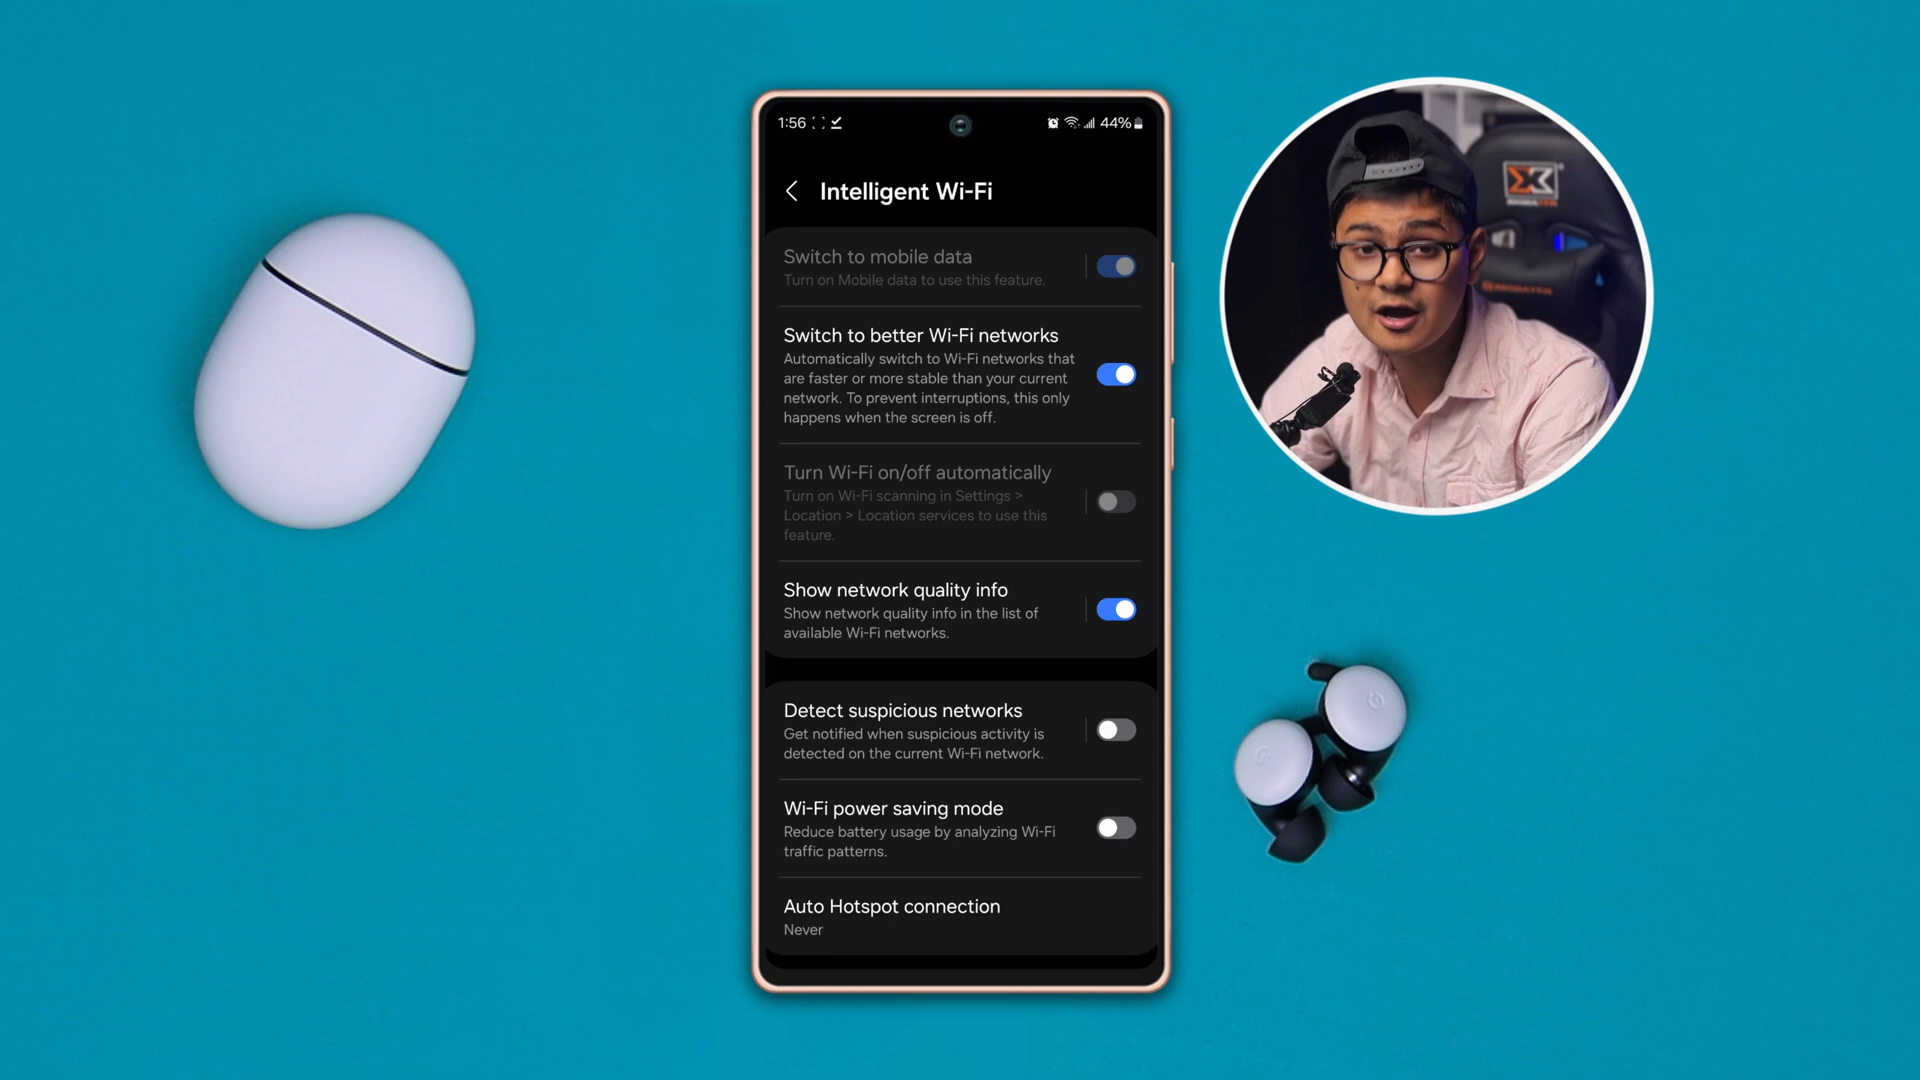 1:56
44%
Intelligent Wi-Fi
Switch to mobile data
Turn on Mobile data to use this feature.
Switch to better Wi-Fi networks
Automatically switch to Wi-Fi networks that
are faster or more stable than your current
network. To prevent interruptions, this only
happens when the screen is off.
Turn Wi-Fi on/off automatically
Turn on Wi-Fi scanning in Settings >
Location > Location services to use this
feature.
Show network quality info
Show network quality info in the list of
available Wi-Fi networks.
Detect suspicious networks
Get notified when suspicious activity is
detected on the current Wi-Fi network.
Wi-Fi power saving mode
Reduce battery usage by analyzing Wi-Fi
traffic patterns.
Auto Hotspot connection
Never